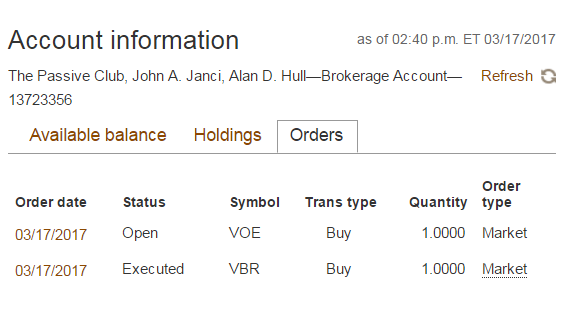 Account information
as of 02:40 p.m. ET 03/17/2017
The Passive Club, John A. Janci, Alan D. Hull—Brokerage Account—
13723356
Refresh
Available balance Holdings Orders
Order date Status Symbol Trans type Quantity Order type
03/17/2017 Open VOE Buy 1.0000 Market
03/17/2017 Executed VBR Buy 1.0000 Market